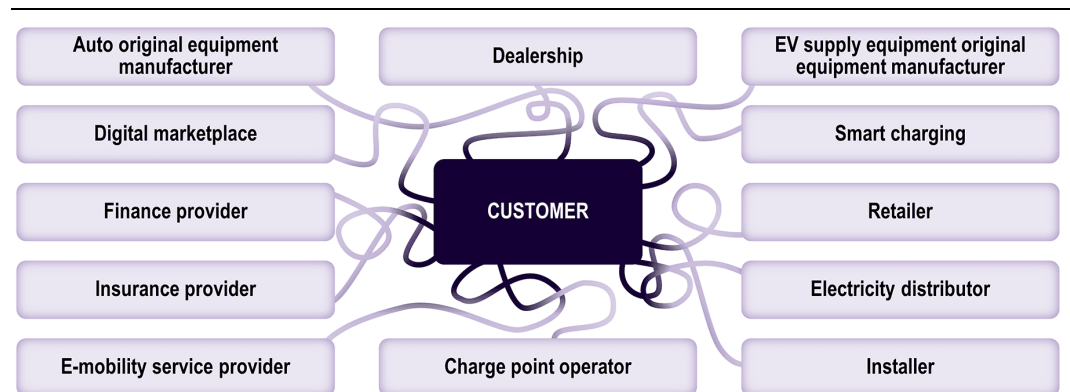 Auto original equipment
manufacturer
Dealership
EV supply equipment original
equipment manufacturer
Digital marketplace
Smart charging
Finance provider
CUSTOMER
Retailer
Insurance provider
Electricity distributor
E-mobility service provider
Charge point operator
Installer